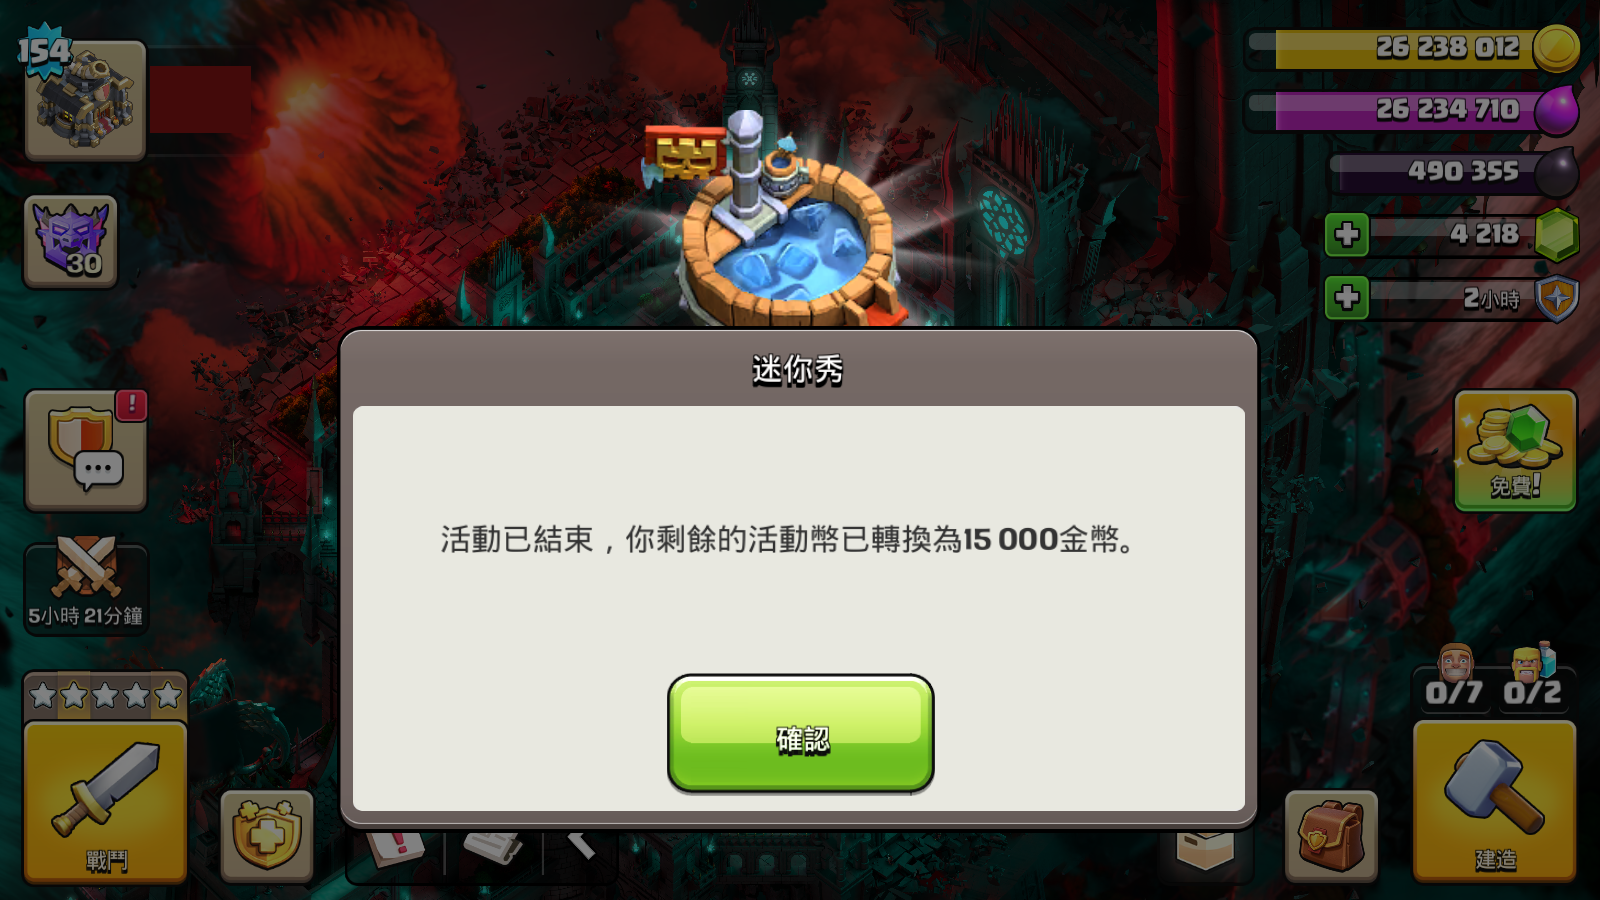 154
26 238 012
26 234 710
490 355
30
4 218
2小時
!
迷你秀
免費!
活動已結束，你剩餘的活動幣已轉換為15 000金幣。
5小時 21分鐘
0/7
0/2
確認
戰鬥
建造